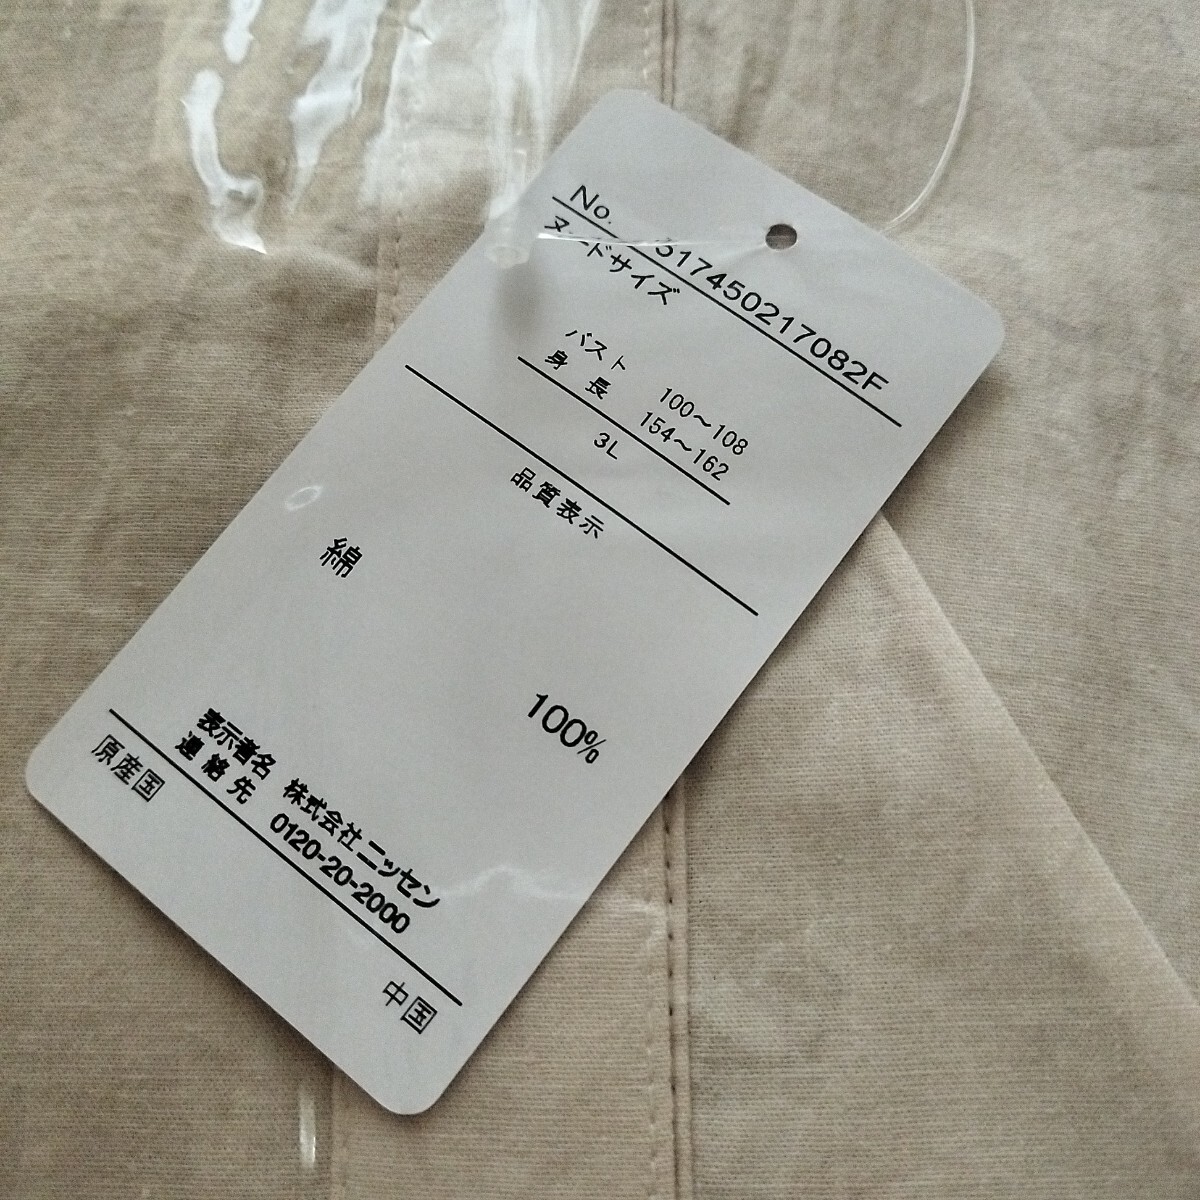 No. 517450217082F
ヌードサイズ
バスト 100～108
身長 154～162
3L
品質表示
綿
100%
表示者名 株式会社ニッセン
連絡先 0120-20-2000
原産国
中国